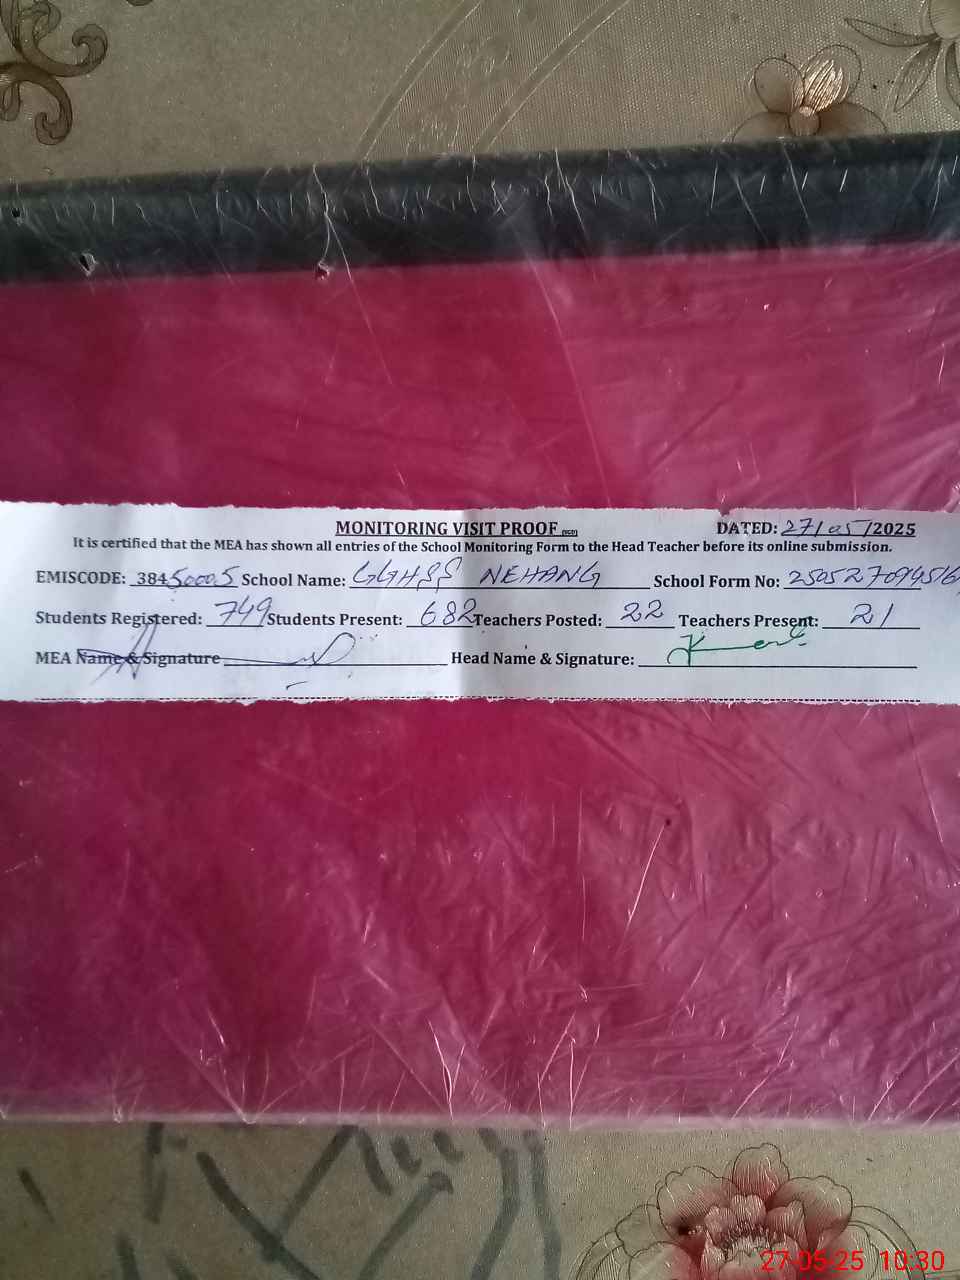 MONITORING VISIT PROOF DATED: 27/05/2025
It is certified that the MEA has shown all entries of the School Monitoring Form to the Head Teacher before its online submission.
EMISCODE: 38450005 School Name: GGHSS NEHANG School Form No: 250527094516
Students Registered: 749 Students Present: 682 Teachers Posted: 22 Teachers Present: 21
MEA Name & Signature Head Name & Signature:
27-05-25 10:30